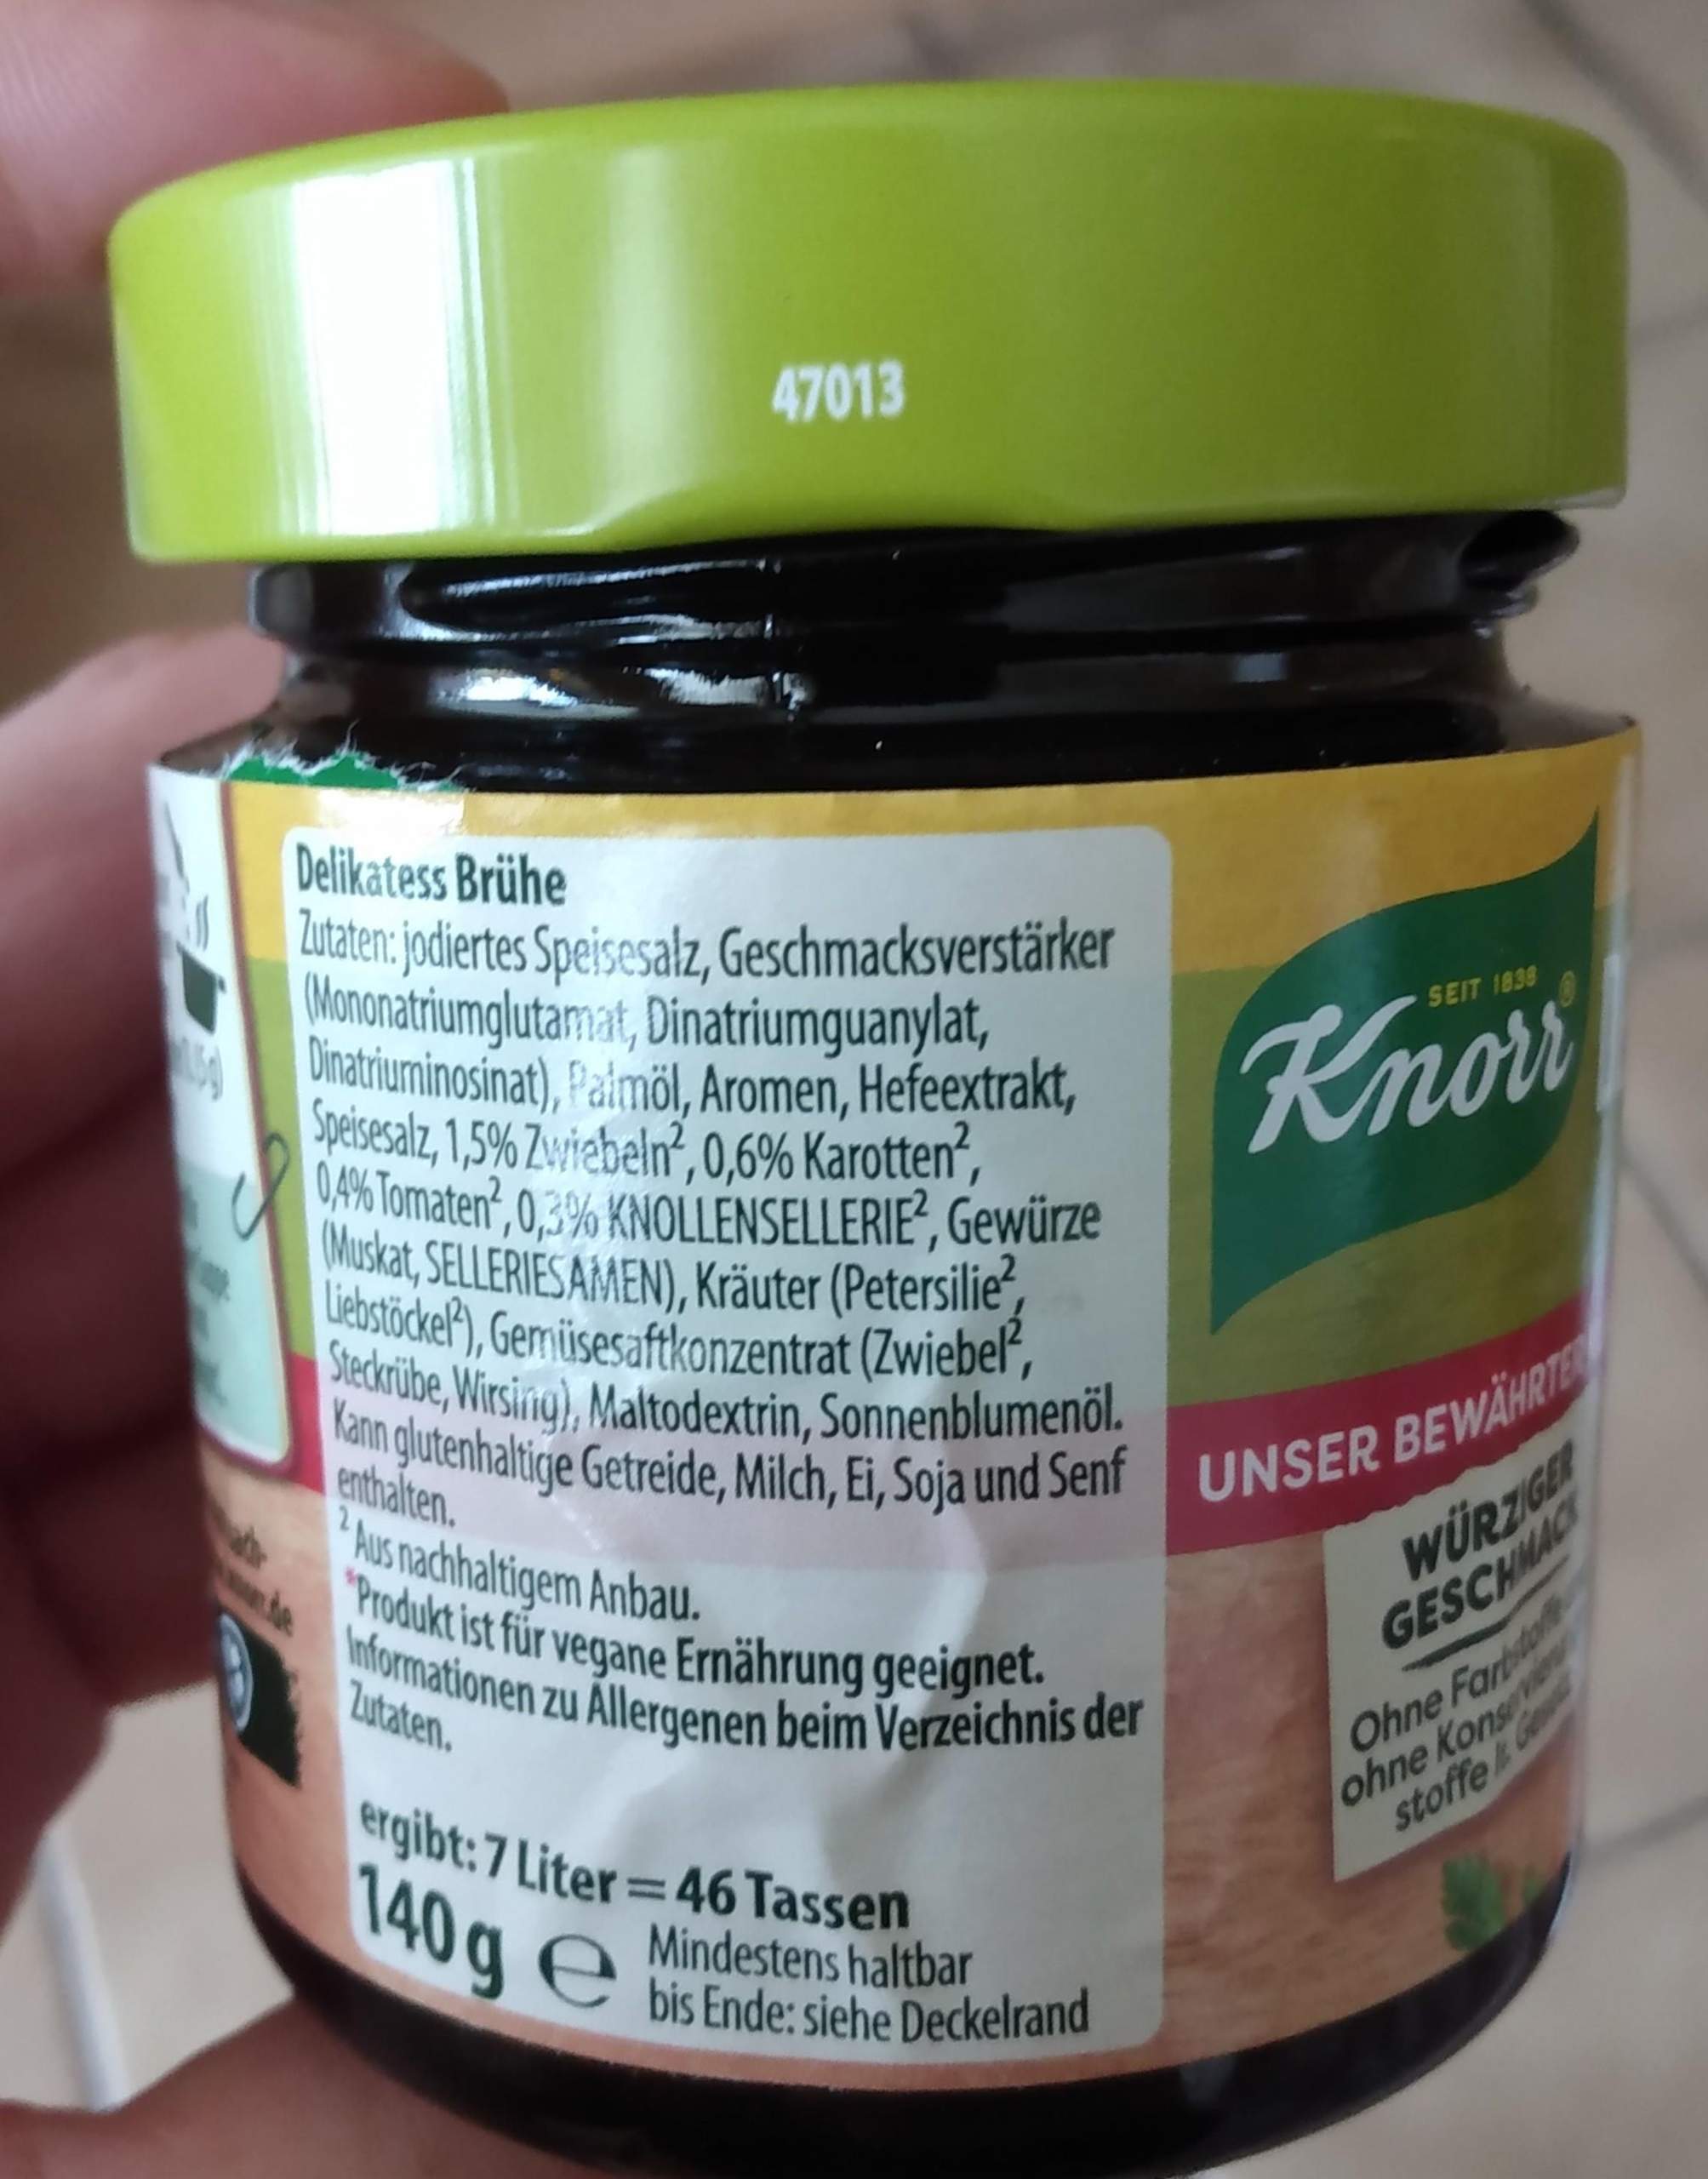 47013
Delikatess Brühe
Zutaten: jodiertes Speisesalz, Geschmacksverstärker
(Mononatriumglutamat, Dinatriumguanylat,
Dinatriuminosinat), Palmöl, Aromen, Hefeextrakt,
Speisesalz, 1,5% Zwiebeln², 0,6% Karotten²,
0,4% Tomaten², 0,3% KNOLLENSELLERIE², Gewürze
(Muskat, SELLERIESAMEN), Kräuter (Petersilie²,
Liebstöckel²), Gemüsesaftkonzentrat (Zwiebel²,
Steckrübe, Wirsing), Maltodextrin, Sonnenblumenöl.
Kann glutenhaltige Getreide, Milch, Ei, Soja und Senf
enthalten.
² Aus nachhaltigem Anbau.
*Produkt ist für vegane Ernährung geeignet.
Informationen zu Allergenen beim Verzeichnis der
Zutaten.
ergibt: 7 Liter = 46 Tassen
140 g e
Mindestens haltbar
bis Ende: siehe Deckelrand
SEIT 1838
Knorr®
UNSER BEWÄHRTER
WÜRZIGER
GESCHMACK
Ohne Farbstoffe
ohne
stoffe